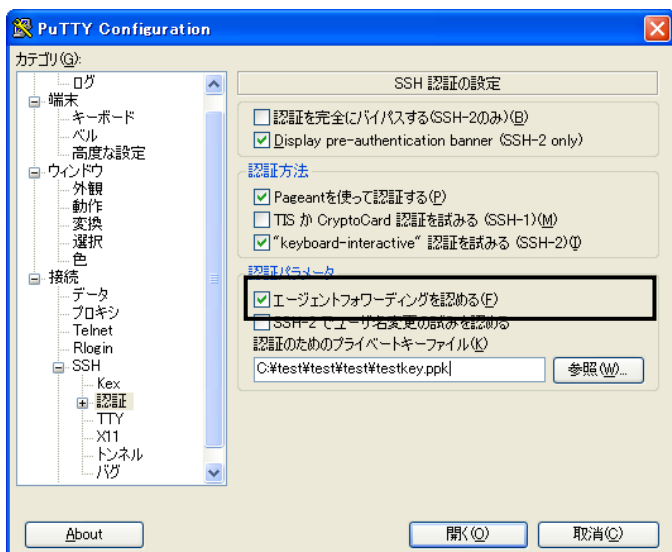 PuTTY Configuration
カテゴリ(G):
ログ
端末
キーボード
ベル
高度な設定
ウィンドウ
外観
動作
変換
選択
色
接続
データ
プロキシ
Telnet
Rlogin
SSH
Kex
認証
TTY
X11
トンネル
バグ
SSH 認証の設定
認証を完全にバイパスする(SSH-2のみ)(B)
Display pre-authentication banner (SSH-2 only)
認証方法
Pageantを使って認証する(P)
TIS か CryptoCard 認証を試みる (SSH-1)(M)
"keyboard-interactive" 認証を試みる (SSH-2)(I)
認証パラメータ
エージェントフォワーディングを認める(F)
SSH-2 でユーザ名変更の試みを認める
認証のためのプライベートキーファイル(K)
C:¥test¥test¥test¥testkey.ppk
参照(W)...
About
開く(O)
取消(C)